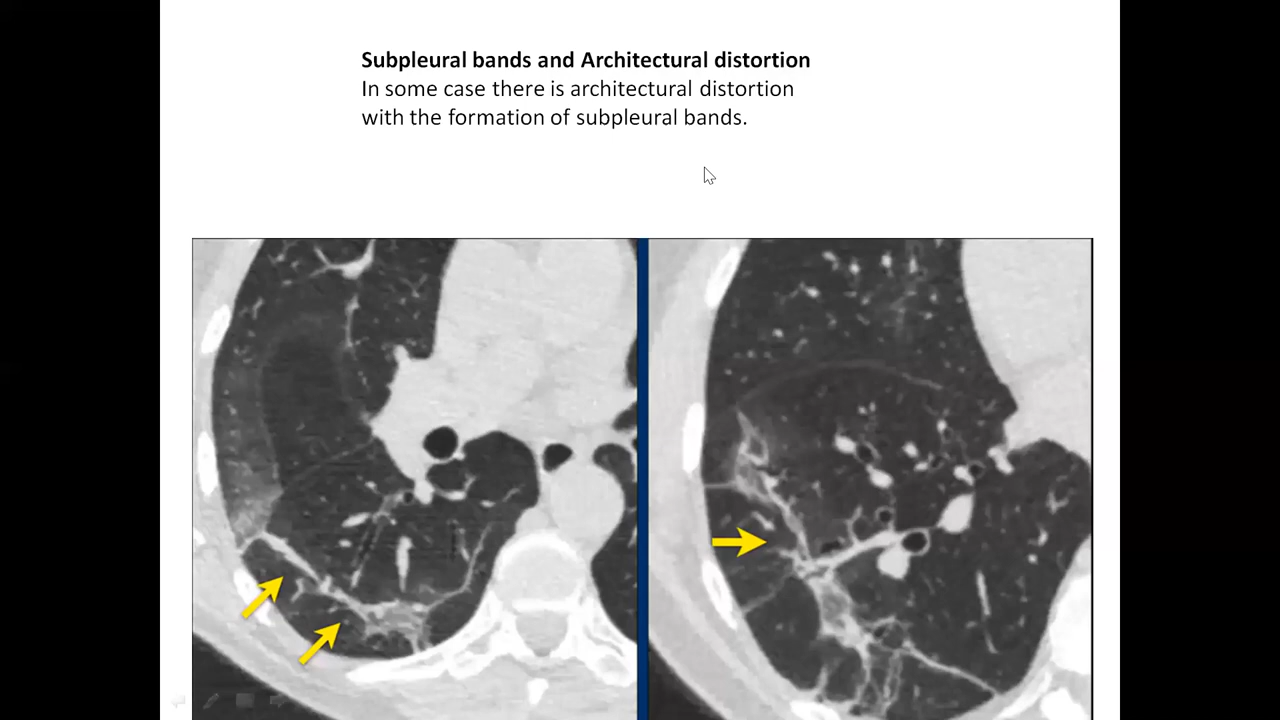 Subpleural bands and Architectural distortion
In some case there is architectural distortion
with the formation of subpleural bands.